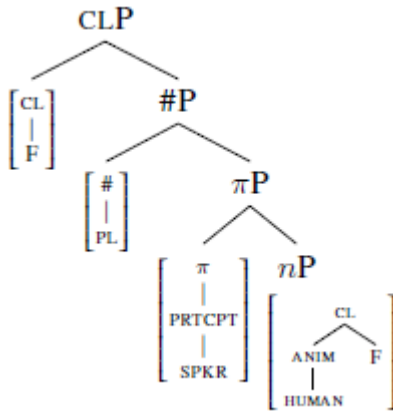 CLP
CL
F
#P
#
PL
πP
π
PRTCPT
SPKR
nP
CL
ANIM F
HUMAN